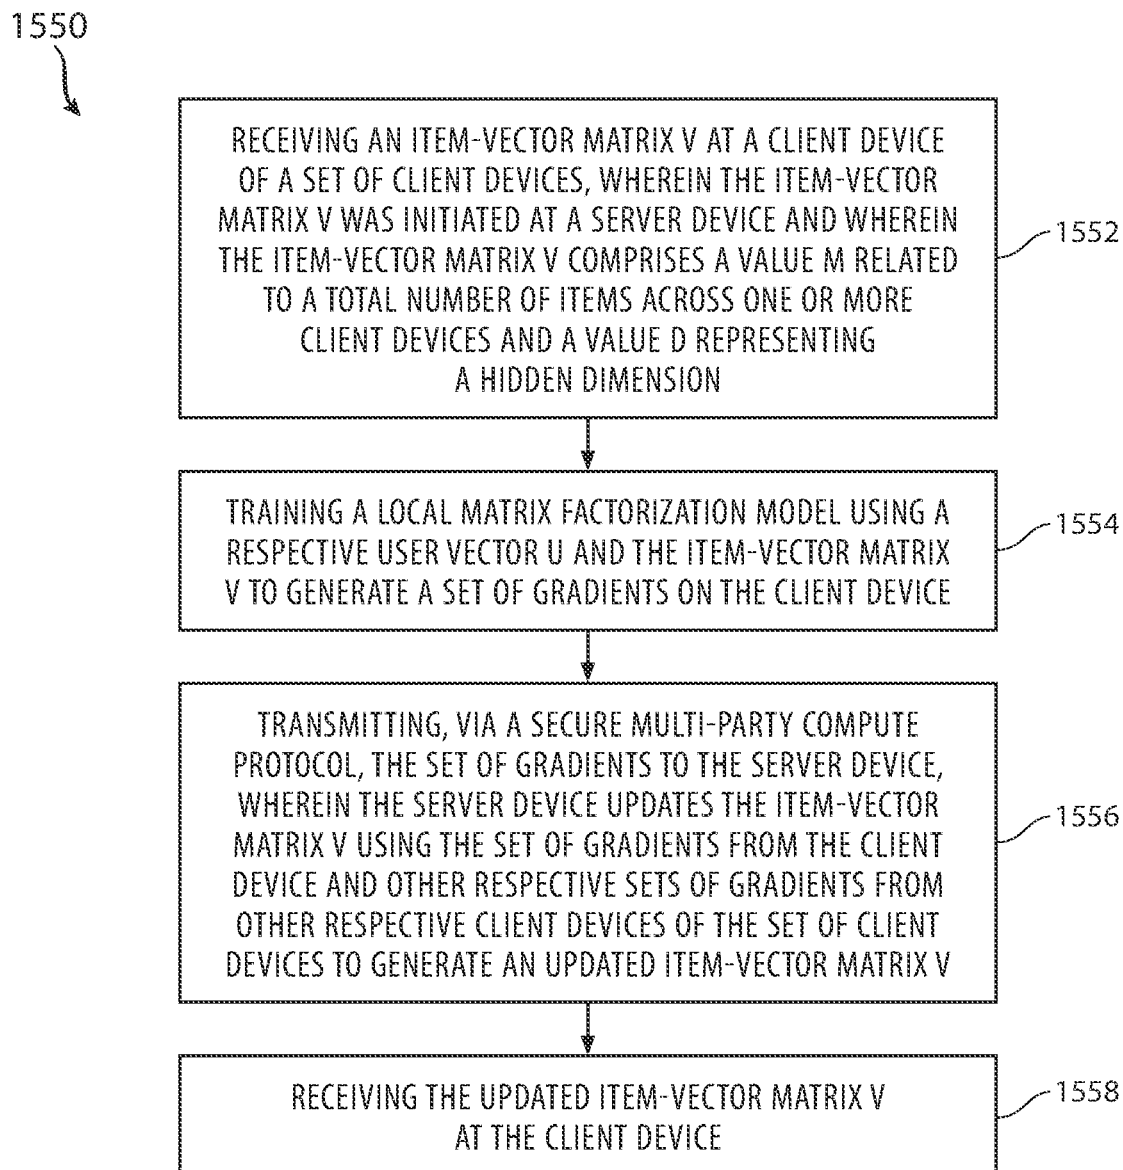 1550
RECEIVING AN ITEM-VECTOR MATRIX V AT A CLIENT DEVICE
OF A SET OF CLIENT DEVICES, WHEREIN THE ITEM-VECTOR
MATRIX V WAS INITIATED AT A SERVER DEVICE AND WHEREIN
THE ITEM-VECTOR MATRIX V COMPRISES A VALUE M RELATED
TO A TOTAL NUMBER OF ITEMS ACROSS ONE OR MORE
CLIENT DEVICES AND A VALUE D REPRESENTING
A HIDDEN DIMENSION
1552
TRAINING A LOCAL MATRIX FACTORIZATION MODEL USING A
RESPECTIVE USER VECTOR U AND THE ITEM-VECTOR MATRIX
V TO GENERATE A SET OF GRADIENTS ON THE CLIENT DEVICE
1554
TRANSMITTING, VIA A SECURE MULTI-PARTY COMPUTE
PROTOCOL, THE SET OF GRADIENTS TO THE SERVER DEVICE,
WHEREIN THE SERVER DEVICE UPDATES THE ITEM-VECTOR
MATRIX V USING THE SET OF GRADIENTS FROM THE CLIENT
DEVICE AND OTHER RESPECTIVE SETS OF GRADIENTS FROM
OTHER RESPECTIVE CLIENT DEVICES OF THE SET OF CLIENT
DEVICES TO GENERATE AN UPDATED ITEM-VECTOR MATRIX V
1556
RECEIVING THE UPDATED ITEM-VECTOR MATRIX V
AT THE CLIENT DEVICE
1558